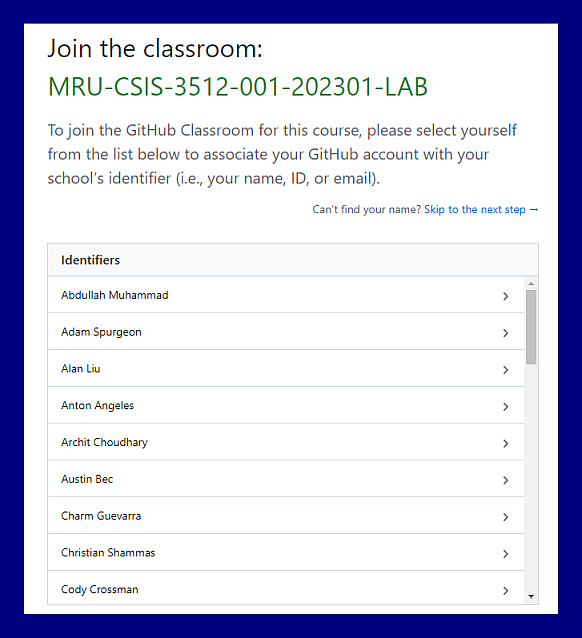 Join the classroom:
MRU-CSIS-3512-001-202301-LAB
To join the GitHub Classroom for this course, please select yourself
from the list below to associate your GitHub account with your
school's identifier (i.e., your name, ID, or email).
Can't find your name? Skip to the next step →
Identifiers
Abdullah Muhammad
Adam Spurgeon
Alan Liu
Anton Angeles
Archit Choudhary
Austin Bec
Charm Guevarra
Christian Shammas
Cody Crossman